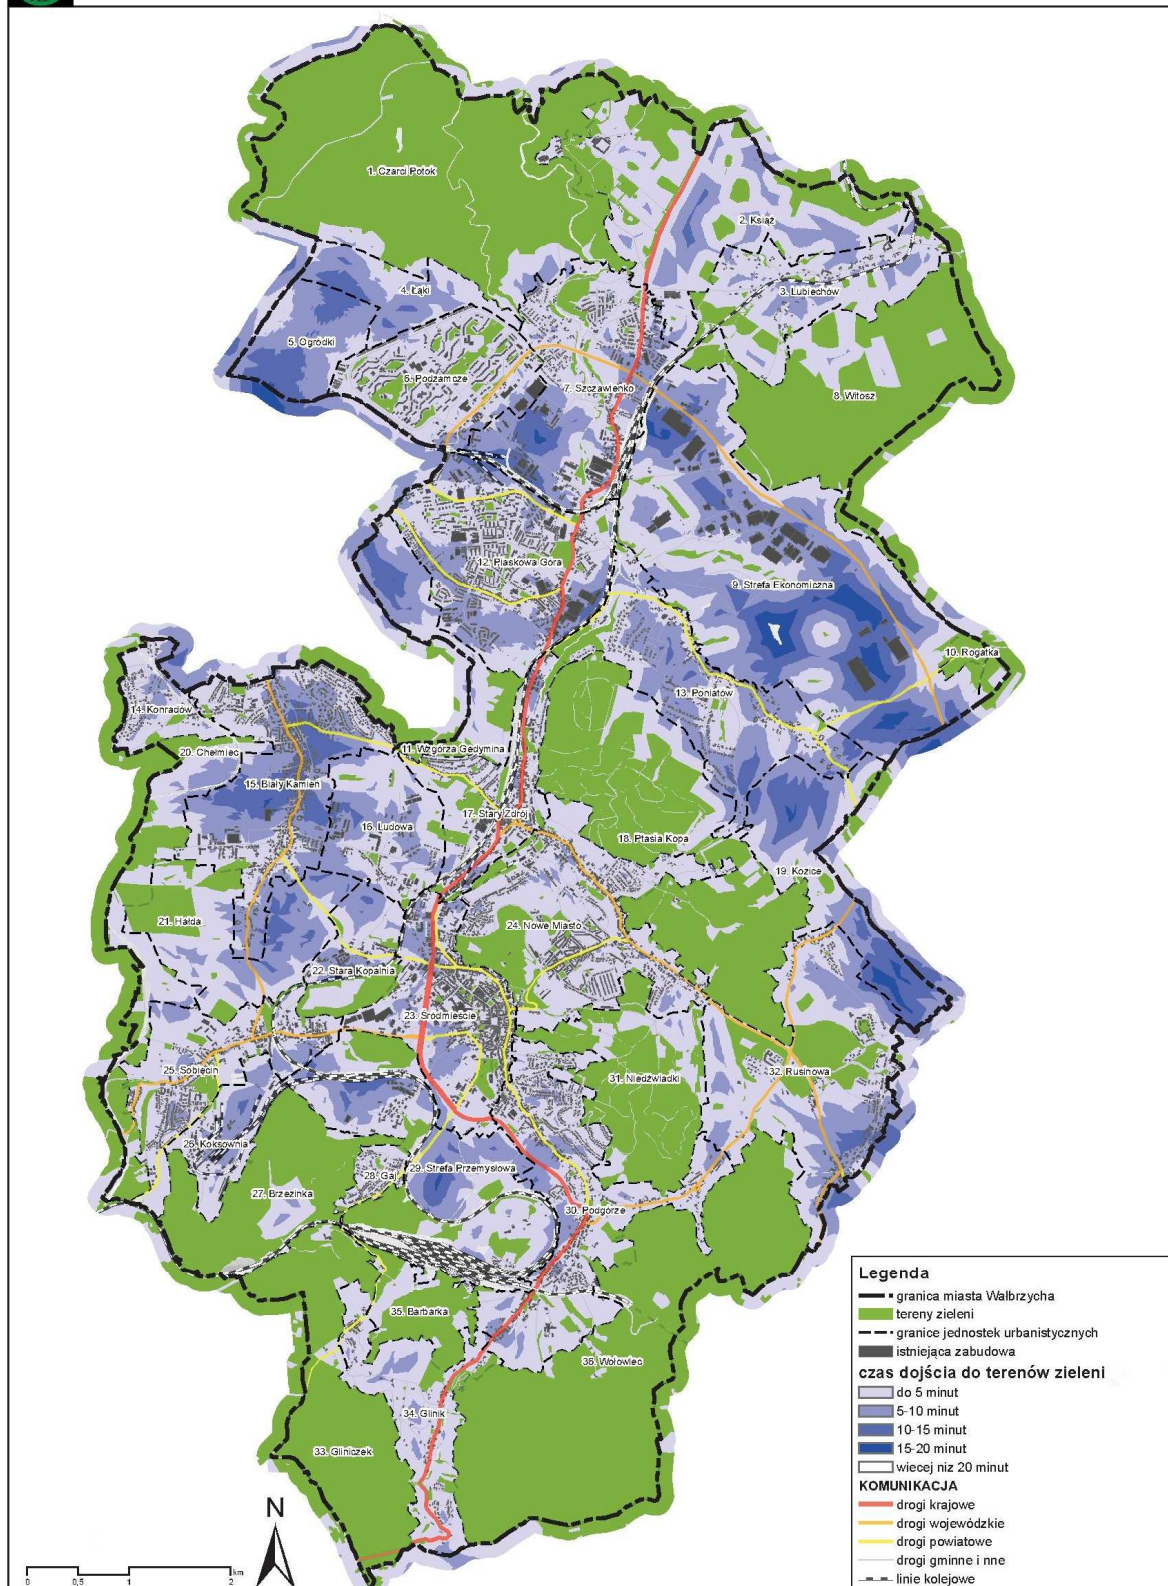 1. Czarci Potok
2. Książ
3. Lubiechów
4. Łąki
5. Ogródki
6. Podzamcze
7. Szczawienko
8. Witosz
9. Strefa Ekonomiczna
10. Rogatka
12. Piaskowa Góra
13. Poniatów
14. Konradów
11. Wzgórza Gedymina
20. Chełmiec
15. Biały Kamień
16. Ludowa
17. Stary Zdrój
18. Ptasia Kopa
19. Kozice
21. Hałda
24. Nowe Miasto
22. Stara Kopalnia
23. Śródmieście
25. Sobięcin
31. Niedźwiadki
32. Rusinowa
26. Koksownia
28. Gaj
29. Strefa Przemysłowa
27. Brzezinka
30. Podgórze
35. Barbarka
36. Wołowiec
34. Glinik
33. Gliniczek
N
0 0,5 1 2 km
Legenda
granica miasta Wałbrzycha
tereny zieleni
granice jednostek urbanistycznych
istniejąca zabudowa
czas dojścia do terenów zieleni
do 5 minut
5-10 minut
10-15 minut
15-20 minut
wiecej niz 20 minut
KOMUNIKACJA
drogi krajowe
drogi wojewódzkie
drogi powiatowe
drogi gminne i nne
linie kolejowe